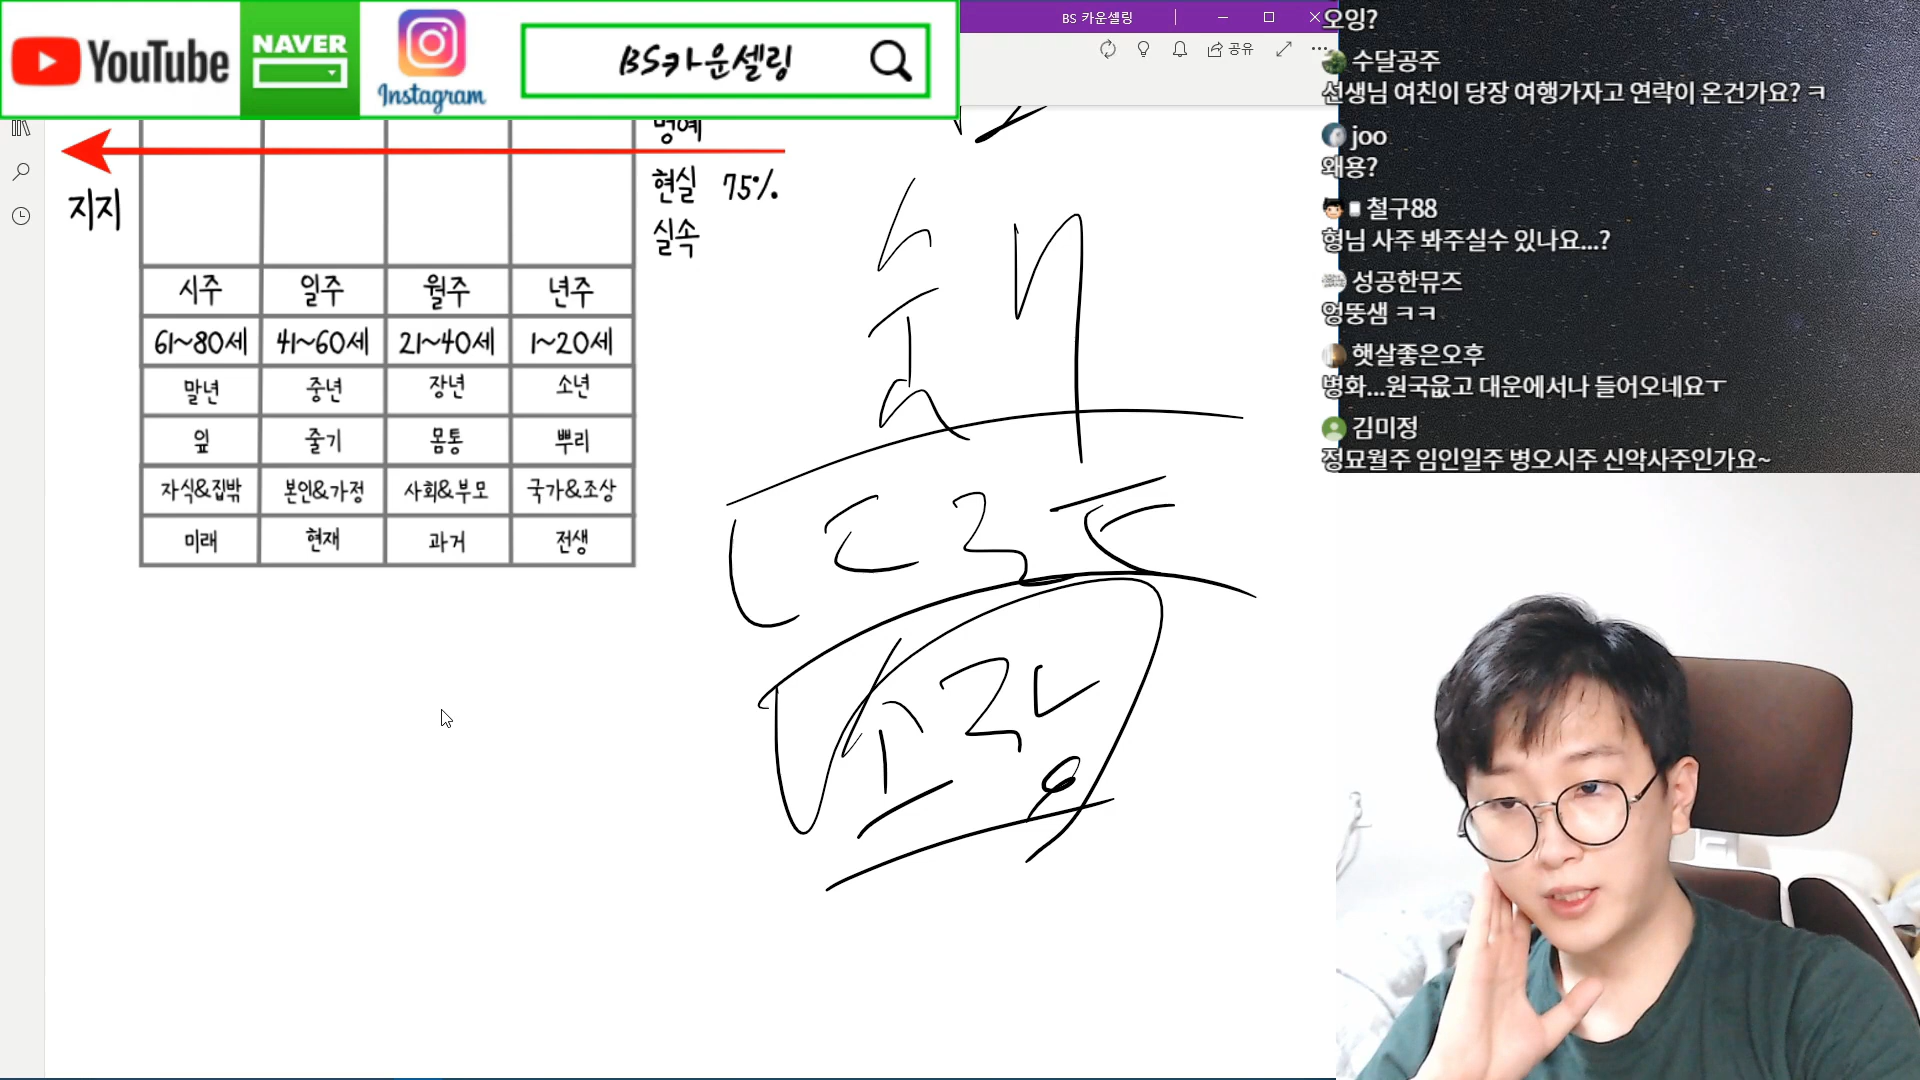 YouTube
NAVER
Instagram
BS카운셀링
BS 카운셀링
공유
명예
현실 75%
실속
지지
시주 일주 월주 년주
61~80세 41~60세 21~40세 1~20세
말년 중년 장년 소년
잎 줄기 몸통 뿌리
자식&집밖 본인&가정 사회&부모 국가&조상
미래 현재 과거 전생
오잉?
수달공주
선생님 여친이 당장 여행가자고 연락이 온건가요? ㅋ
joo
왜용?
철구88
형님 사주 봐주실수 있나요...?
성공한뮤즈
엉뚱샘 ㅋㅋ
햇살좋은오후
병화...원국읎고 대운에서나 들어오네요ㅜ
김미정
정묘월주 임인일주 병오시주 신약사주인가요~